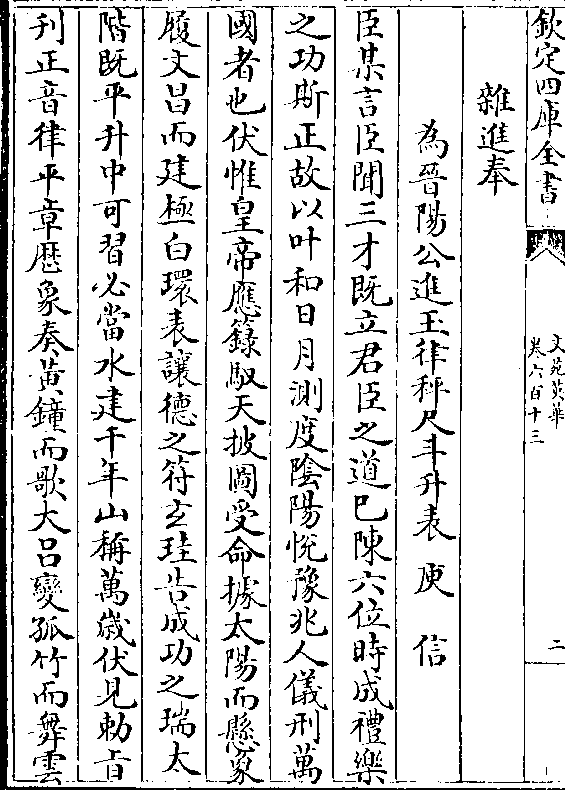 欽定四庫全書
文苑英華
卷六百十三
二
雜進奉
為晉陽公進玉律秤尺斗升表 庾信
臣某言臣聞三才既立君臣之道已陳六位時成禮樂
之功斯正故以叶和日月測度陰陽悅豫兆人儀刑萬
國者也伏惟皇帝應籙馭天披圖受命據太陽而懸象
履文昌而建極白環表讓德之符𤣥珪告成功之瑞太
階既平升中可習必當水建千年山稱萬歲伏見勅旨
刋正音律平章歴象奏黃鐘而歌大呂變孤竹而舞雲